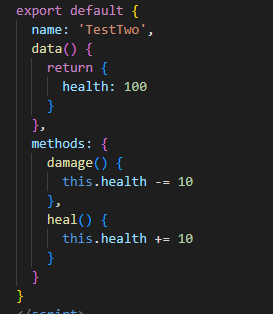 export default {
  name: 'TestTwo',
  data() {
    return {
      health: 100
    }
  },
  methods: {
    damage() {
      this.health -= 10
    },
    heal() {
      this.health += 10
    }
  }
}
</script>